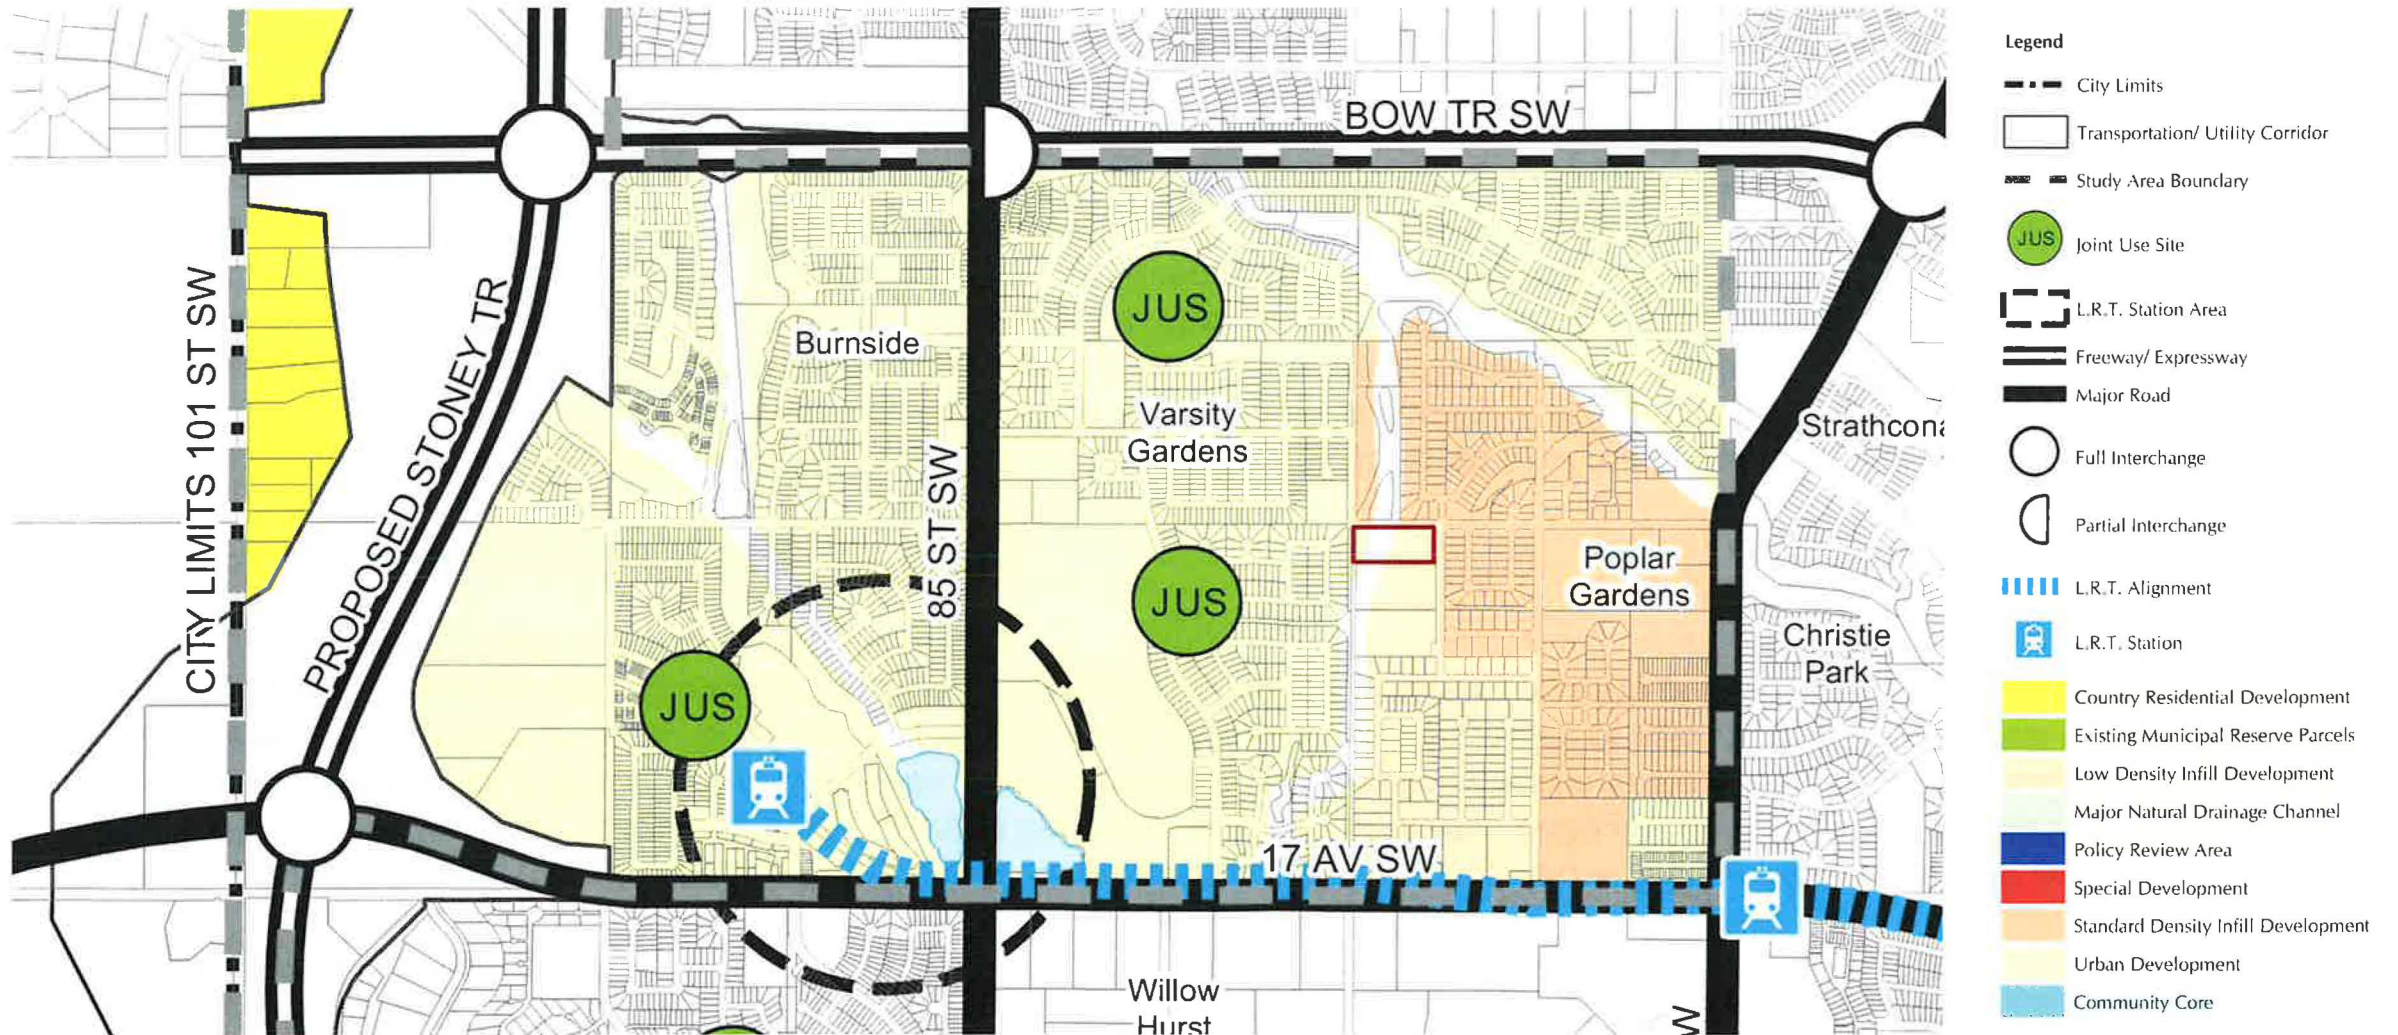 BOW TR SW
CITY LIMITS 101 ST SW
PROPOSED STONEY TR
85 ST SW
Burnside
JUS
Varsity
Gardens
JUS
JUS
Poplar
Gardens
Strathcona
Christie
Park
17 AV SW
Willow
Hurst
W
Legend
City Limits
Transportation/ Utility Corridor
Study Area Boundary
JUS
Joint Use Site
L.R.T. Station Area
Freeway/ Expressway
Major Road
Full Interchange
Partial Interchange
L.R.T. Alignment
L.R.T. Station
Country Residential Development
Existing Municipal Reserve Parcels
Low Density Infill Development
Major Natural Drainage Channel
Policy Review Area
Special Development
Standard Density Infill Development
Urban Development
Community Core